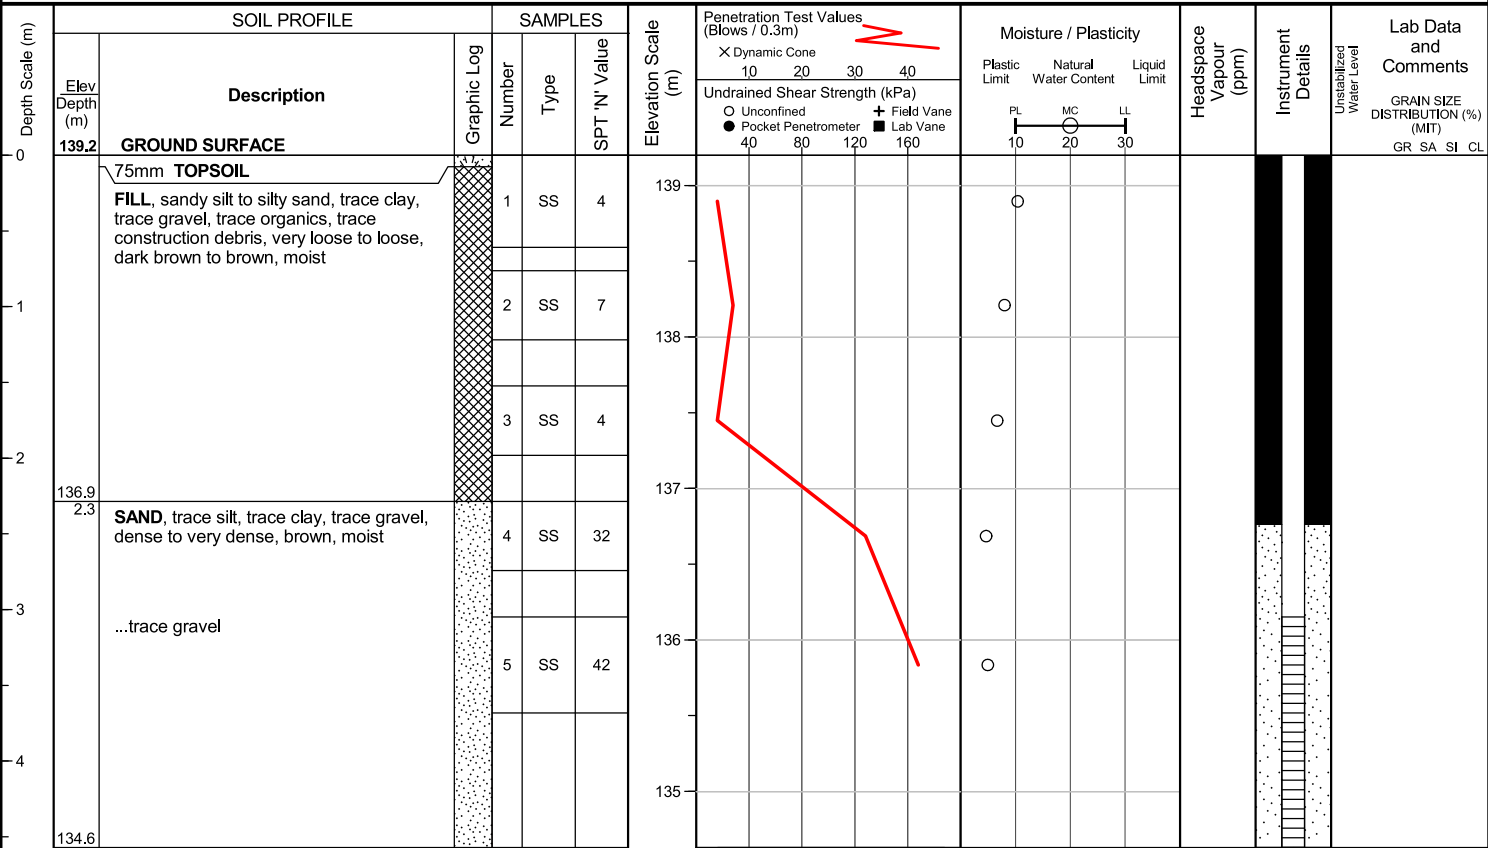 SOIL PROFILE
SAMPLES
Depth Scale (m)
Elev
Depth
(m)
Description
Graphic Log
Number
Type
SPT 'N' Value
Elevation Scale
(m)
Penetration Test Values
(Blows / 0.3m)
× Dynamic Cone
10 20 30 40
Undrained Shear Strength (kPa)
Unconfined
+ Field Vane
Pocket Penetrometer
Lab Vane
40 80 120 160
Moisture / Plasticity
Plastic
Limit
Natural
Water Content
Liquid
Limit
PL MC LL
10 20 30
Headspace
Vapour
(ppm)
Instrument
Details
Unstabilized
Water Level
Lab Data
and
Comments
GRAIN SIZE
DISTRIBUTION (%)
(MIT)
GR SA SI CL
139.2 GROUND SURFACE
0
75mm TOPSOIL
FILL, sandy silt to silty sand, trace clay,
trace gravel, trace organics, trace
construction debris, very loose to loose,
dark brown to brown, moist
1 SS 4
139
1
2 SS 7
138
3 SS 4
2
137
136.9
2.3
SAND, trace silt, trace clay, trace gravel,
dense to very dense, brown, moist
4 SS 32
3
...trace gravel
136
5 SS 42
4
135
134.6